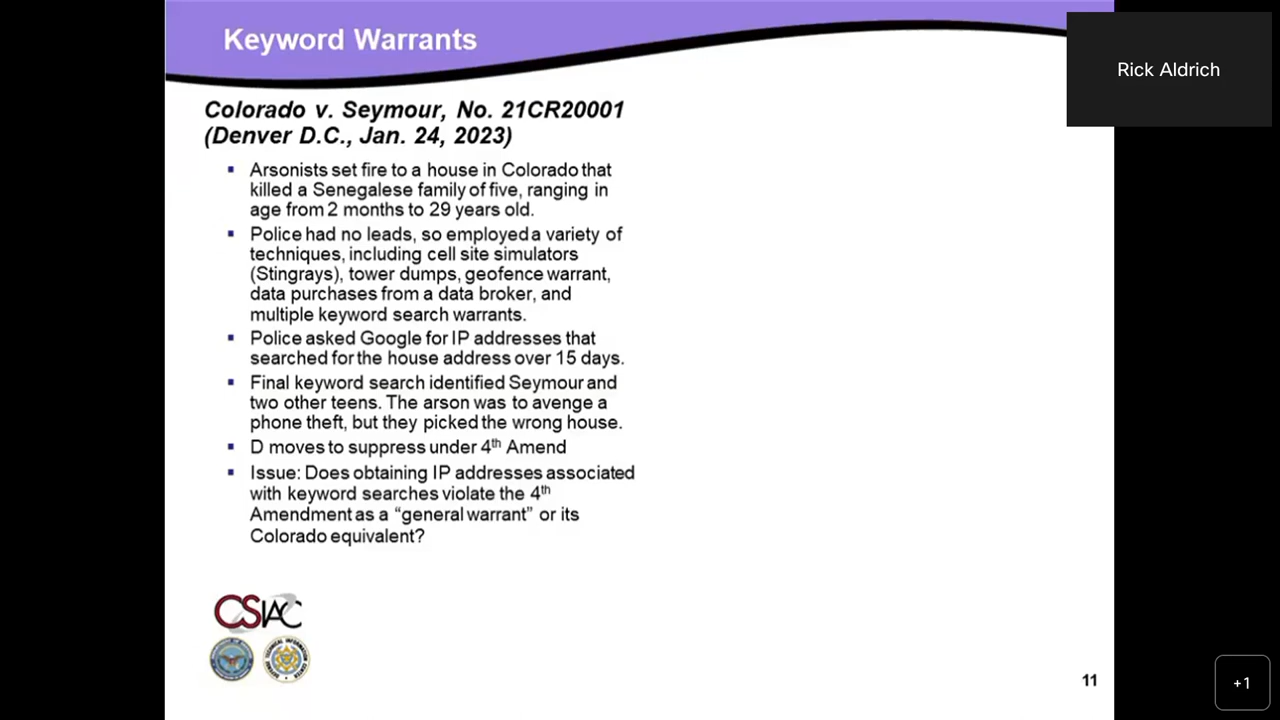 Keyword Warrants
Rick Aldrich
Colorado v. Seymour, No. 21CR20001
(Denver D.C., Jan. 24, 2023)
▪ Arsonists set fire to a house in Colorado that
killed a Senegalese family of five, ranging in
age from 2 months to 29 years old.
▪ Police had no leads, so employed a variety of
techniques, including cell site simulators
(Stingrays), tower dumps, geofence warrant,
data purchases from a data broker, and
multiple keyword search warrants.
▪ Police asked Google for IP addresses that
searched for the house address over 15 days.
▪ Final keyword search identified Seymour and
two other teens. The arson was to avenge a
phone theft, but they picked the wrong house.
▪ D moves to suppress under 4th Amend
▪ Issue: Does obtaining IP addresses associated
with keyword searches violate the 4th
Amendment as a “general warrant” or its
Colorado equivalent?
CSIAC
11
+1